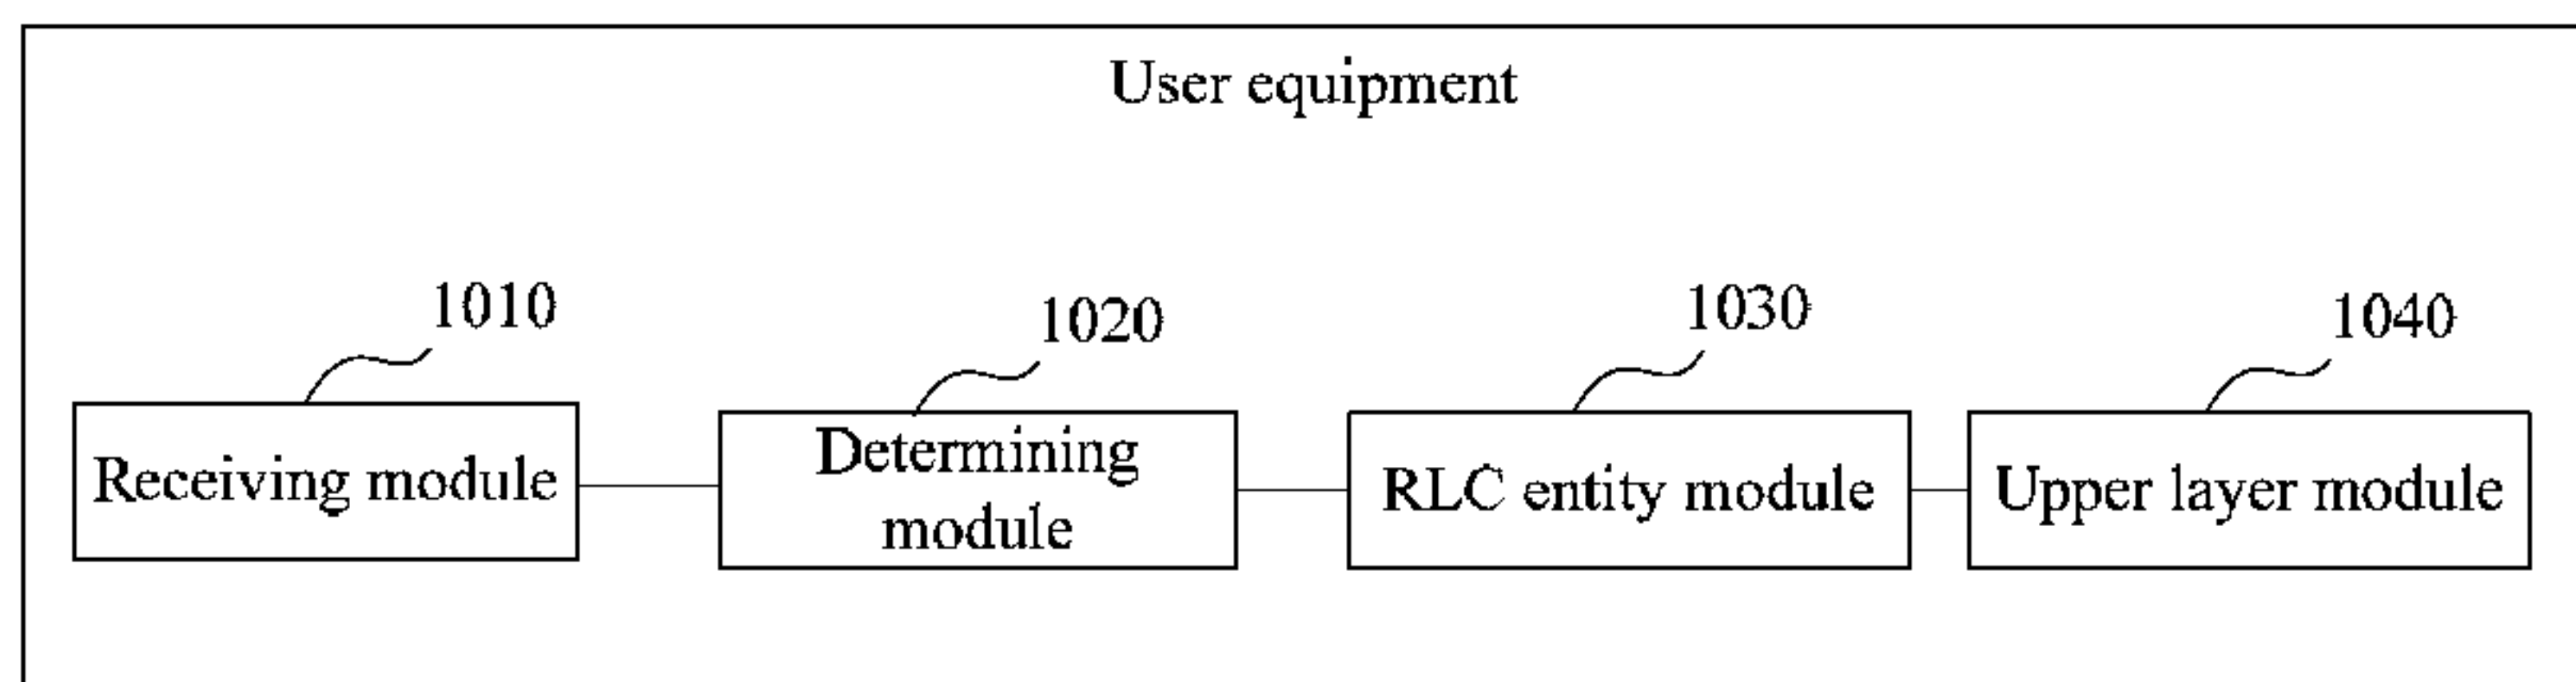 User equipment
1010
1020
1030
1040
Receiving module
Determining
module
RLC entity module
Upper layer module